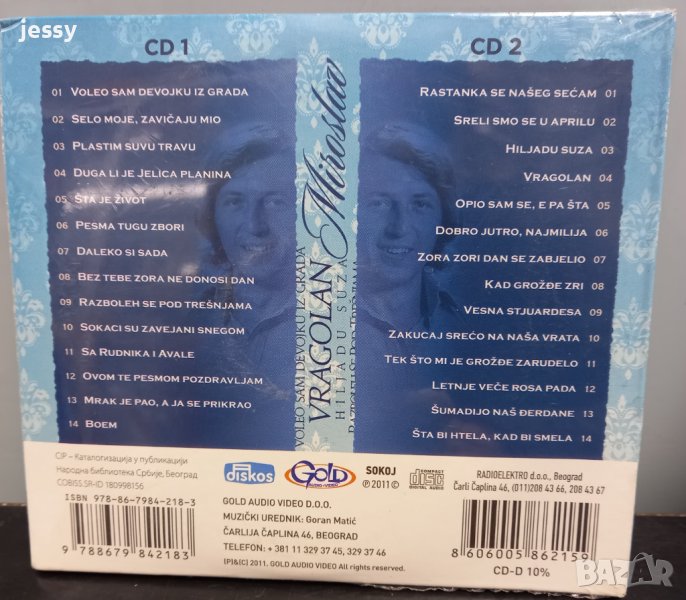 jessy
CD 1
01 VOLEO SAM DEVOJKU IZ GRADA
02 SELO MOJE, ZAVIČAJU MIO
03 PLASTIM SUVU TRAVU
04 DUGA LI JE JELICA PLANINA
05 ŠTA JE ŽIVOT
06 PESMA TUGU ZBORI
07 DALEKO SI SADA
08 BEZ TEBE ZORA NE DONOSI DAN
09 RAZBOLEH SE POD TREŠNJAMA
10 SOKACI SU ZAVEJANI SNEGOM
11 SA RUDNIKA I AVALE
12 OVOM TE PESMOM POZDRAVLJAM
13 MRAK JE PAO, A JA SE PRIKRAO
14 BOEM
VOLEO SAM DEVOJKU IZ GRADA
VRAGOLAN Miroslav
HILJADU SUZA
CD 2
RASTANKA SE NAŠEG SEĆAM 01
SRELI SMO SE U APRILU 02
HILJADU SUZA 03
VRAGOLAN 04
OPIO SAM SE, E PA ŠTA 05
DOBRO JUTRO, NAJMILIJA 06
ZORA ZORI DAN SE ZABJELIO 07
KAD GROŽĐE ZRI 08
VESNA STJUARDESA 09
ZAKUCAJ SREĆO NA NAŠA VRATA 10
TEK ŠTO MI JE GROŽĐE ZARUDELO 11
LETNJE VEČE ROSA PADA 12
ŠUMADIJO NAŠ ĐERDANE 13
ŠTA BI HTELA, KAD BI SMELA 14
CIP – Каталогизација у публикацији
Народна библиотека Србије, Београд
COBISS.SR-ID 180998156
ISBN 978-86-7984-218-3
9 788679 842183
diskos
GOLD
AUDIO-VIDEO
SOKOJ
℗ 2011 ©
COMPACT
disc
DIGITAL AUDIO
GOLD AUDIO VIDEO D.O.O.
MUZIČKI UREDNIK: Goran Matić
ČARLIJA ČAPLINA 46, BEOGRAD
TELEFON: + 381 11 329 37 45, 329 37 46
(P)&(C) 2011. GOLD AUDIO VIDEO All rights reserved.
RADIOELEKTRO d.o.o., Beograd
Čarli Čaplina 46, (011)208 43 66, 208 43 67
8 606005 862159
CD-D 10%
BAZAR